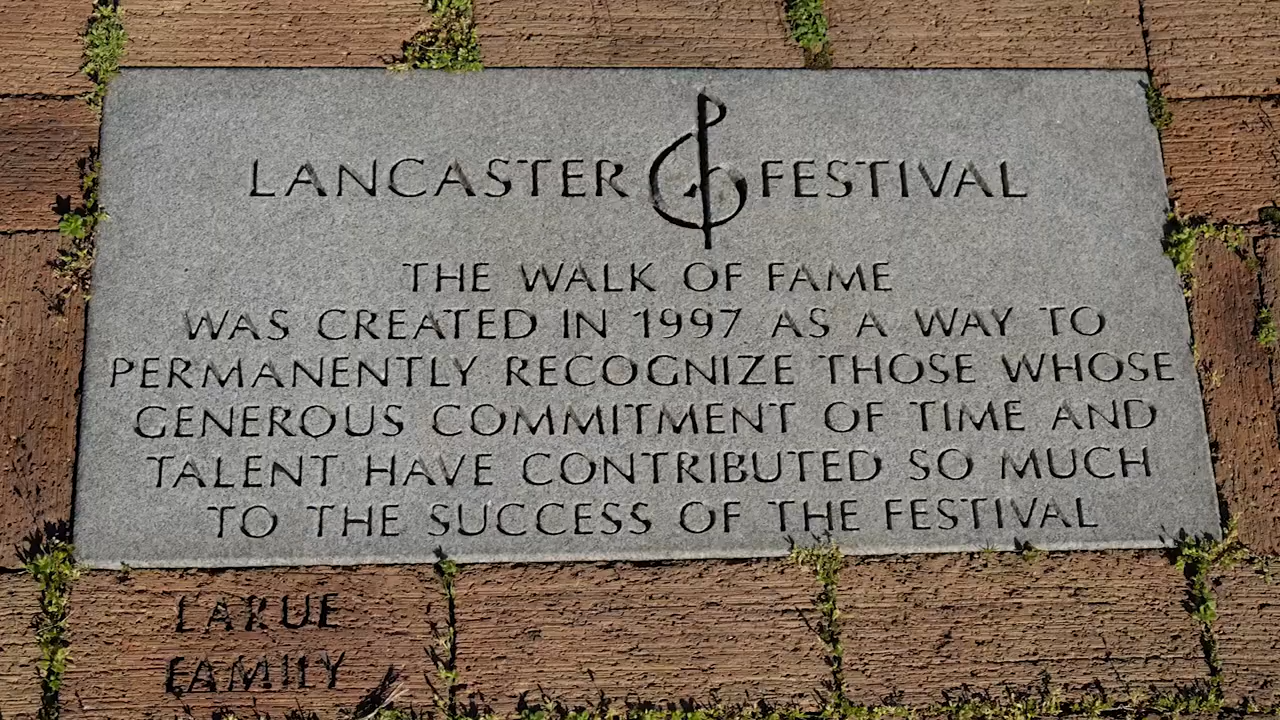 LANCASTER FESTIVAL
THE WALK OF FAME
WAS CREATED IN 1997 AS A WAY TO
PERMANENTLY RECOGNIZE THOSE WHOSE
GENEROUS COMMITMENT OF TIME AND
TALENT HAVE CONTRIBUTED SO MUCH
TO THE SUCCESS OF THE FESTIVAL
LARUE
FAMILY